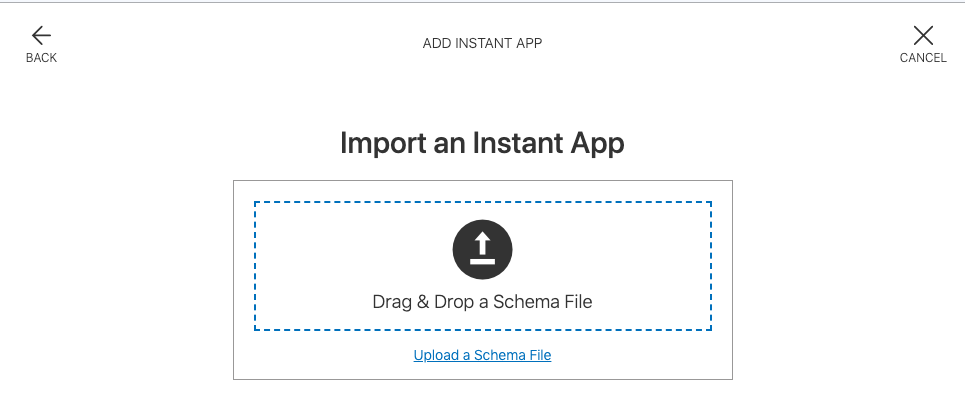 ADD INSTANT APP
BACK
CANCEL
Import an Instant App
Drag & Drop a Schema File
Upload a Schema File